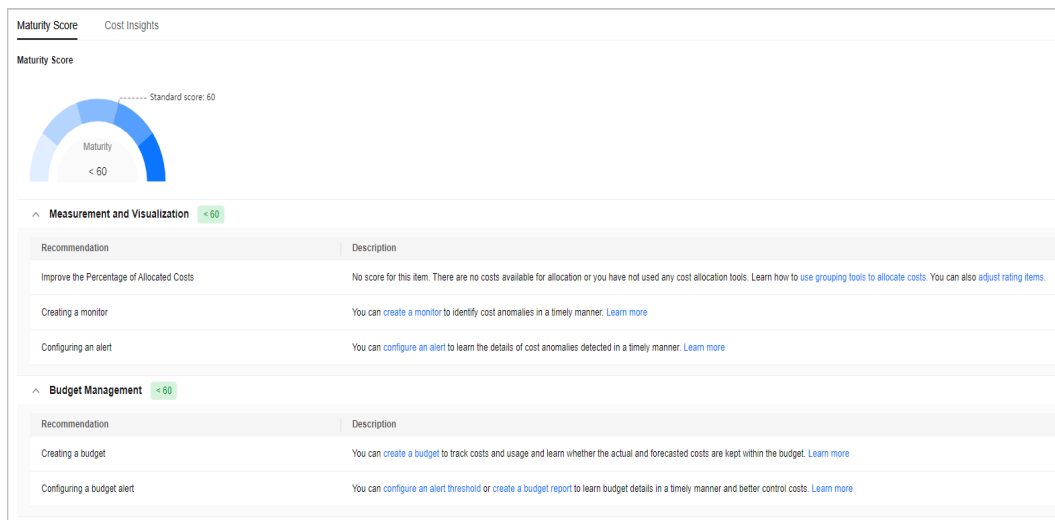 Maturity Score Cost Insights
Maturity Score
Standard score: 60
Maturity
< 60
Measurement and Visualization < 60
Recommendation Description
Improve the Percentage of Allocated Costs No score for this item. There are no costs available for allocation or you have not used any cost allocation tools. Learn how to use grouping tools to allocate costs. You can also adjust rating items.
Creating a monitor You can create a monitor to identify cost anomalies in a timely manner. Learn more
Configuring an alert You can configure an alert to learn the details of cost anomalies detected in a timely manner. Learn more
Budget Management < 60
Recommendation Description
Creating a budget You can create a budget to track costs and usage and learn whether the actual and forecasted costs are kept within the budget. Learn more
Configuring a budget alert You can configure an alert threshold or create a budget report to learn budget details in a timely manner and better control costs. Learn more